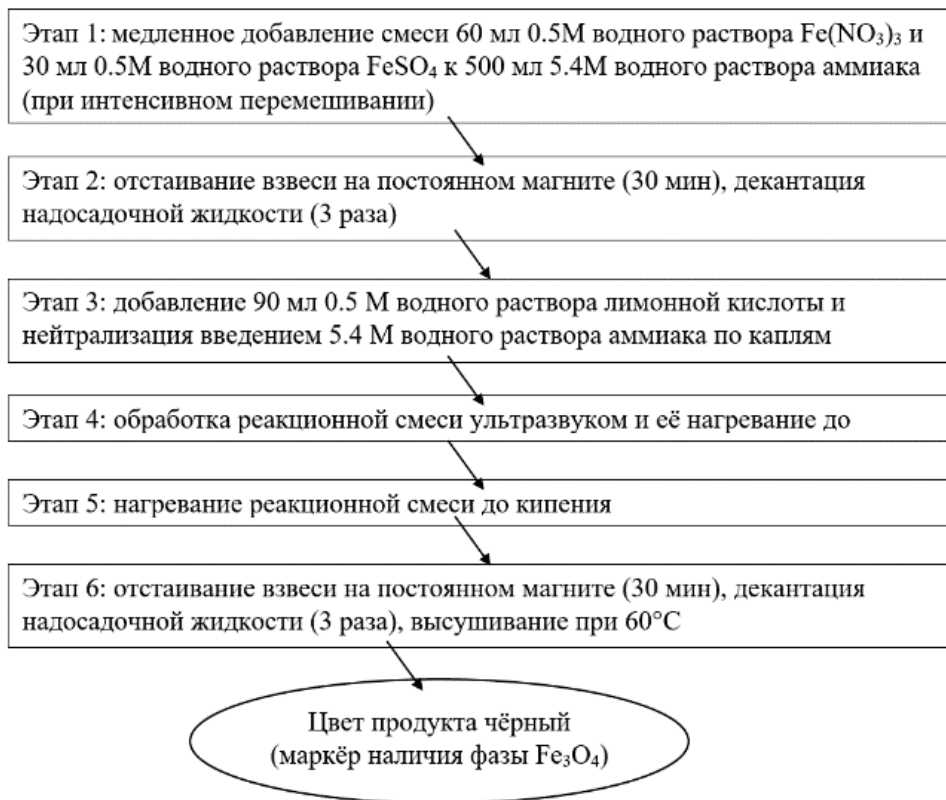 Этап 1: медленное добавление смеси 60 мл 0.5М водного раствора Fe(NO₃)₃ и
30 мл 0.5М водного раствора FeSO₄ к 500 мл 5.4М водного раствора аммиака
(при интенсивном перемешивании)
Этап 2: отстаивание взвеси на постоянном магните (30 мин), декантация
надосадочной жидкости (3 раза)
Этап 3: добавление 90 мл 0.5 М водного раствора лимонной кислоты и
нейтрализация введением 5.4 М водного раствора аммиака по каплям
Этап 4: обработка реакционной смеси ультразвуком и её нагревание до
Этап 5: нагревание реакционной смеси до кипения
Этап 6: отстаивание взвеси на постоянном магните (30 мин), декантация
надосадочной жидкости (3 раза), высушивание при 60°С
Цвет продукта чёрный
(маркёр наличия фазы Fe₃O₄)